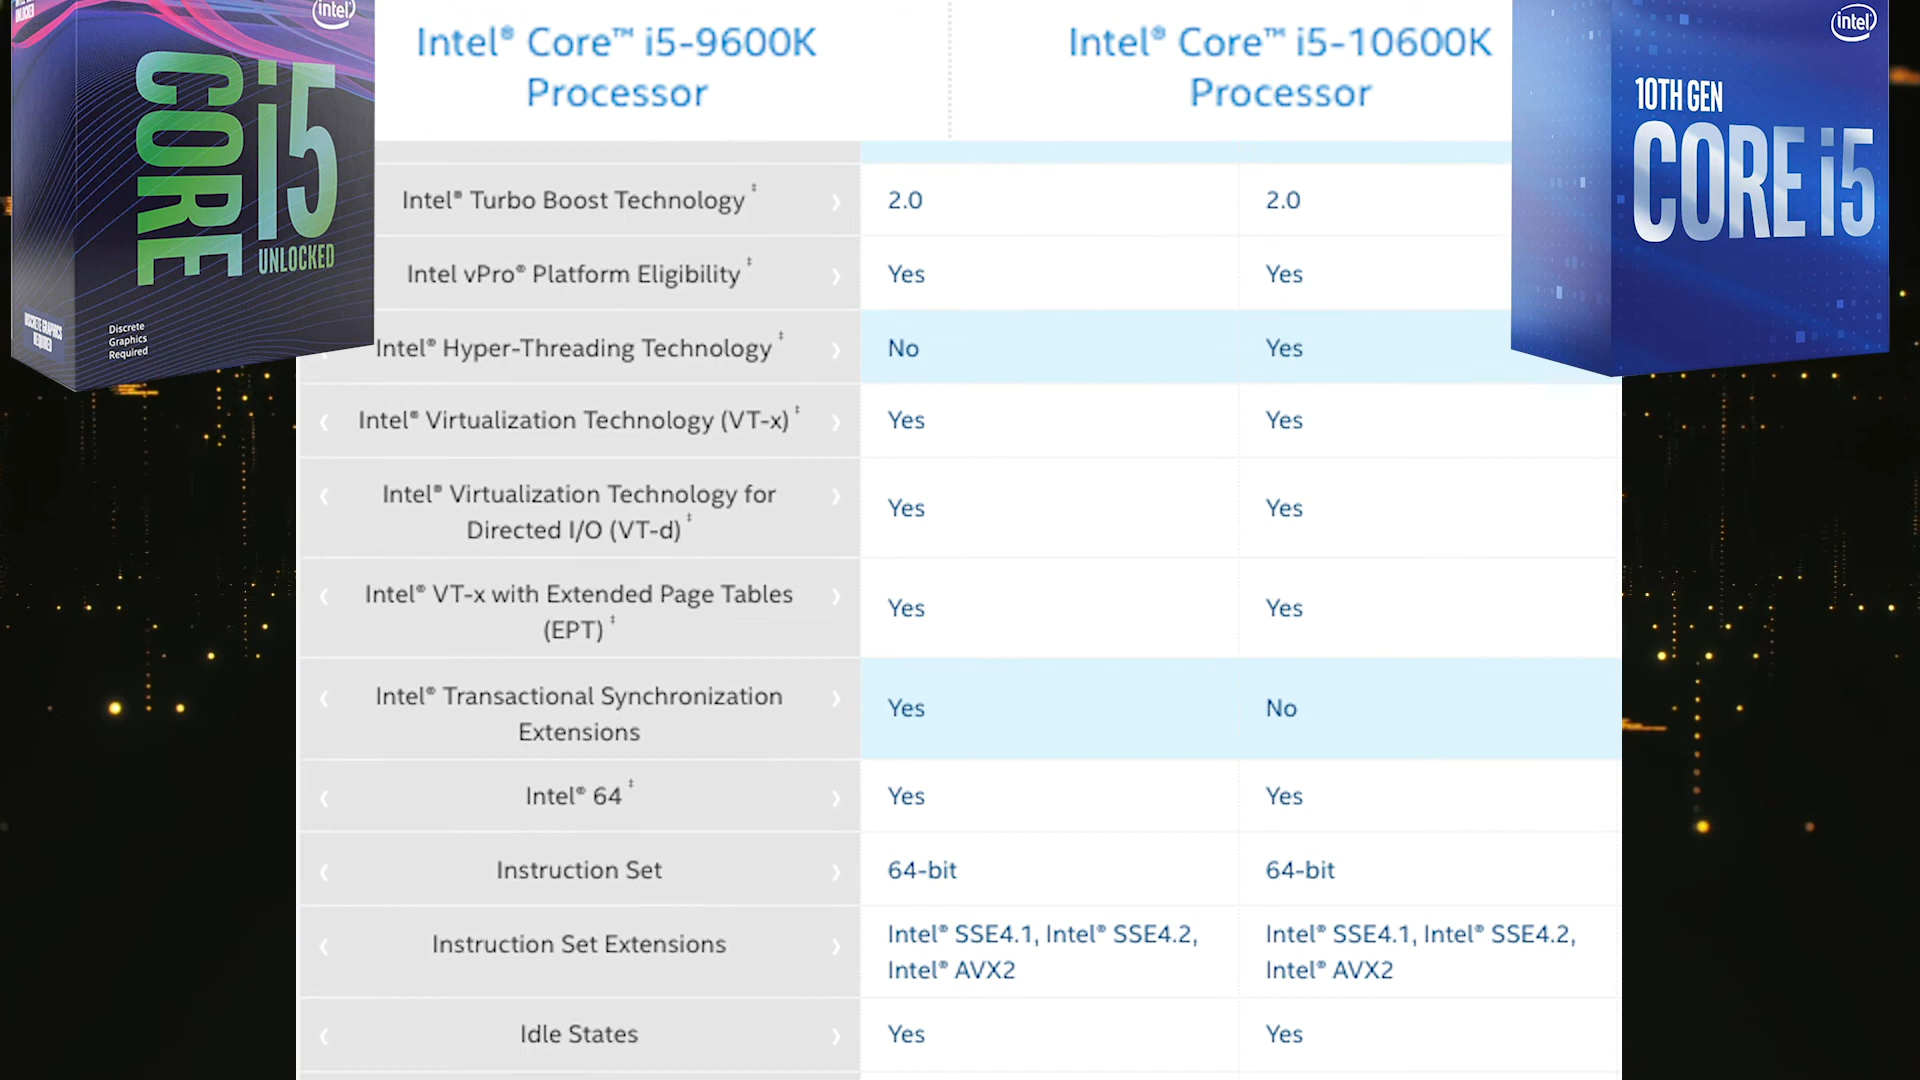 intel
CORE i5
UNLOCKED
Discrete
Graphics
Required
DISCRETE GRAPHICS
REQUIRED
Intel® Core™ i5-9600K
Processor
Intel® Core™ i5-10600K
Processor
intel
10TH GEN
CORE i5
Intel® Turbo Boost Technology ‡ 2.0 2.0
Intel vPro® Platform Eligibility ‡ Yes Yes
Intel® Hyper-Threading Technology ‡ No Yes
Intel® Virtualization Technology (VT-x) ‡ Yes Yes
Intel® Virtualization Technology for
Directed I/O (VT-d) ‡ Yes Yes
Intel® VT-x with Extended Page Tables
(EPT) ‡ Yes Yes
Intel® Transactional Synchronization
Extensions Yes No
Intel® 64 ‡ Yes Yes
Instruction Set 64-bit 64-bit
Instruction Set Extensions
Intel® SSE4.1, Intel® SSE4.2,
Intel® AVX2
Intel® SSE4.1, Intel® SSE4.2,
Intel® AVX2
Idle States Yes Yes